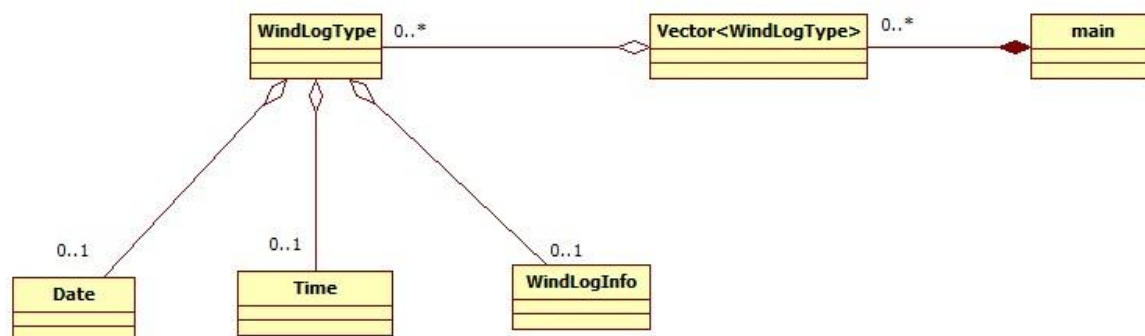 WindLogType
0..*
Vector<WindLogType>
0..*
main
0..1
0..1
0..1
Date
Time
WindLogInfo